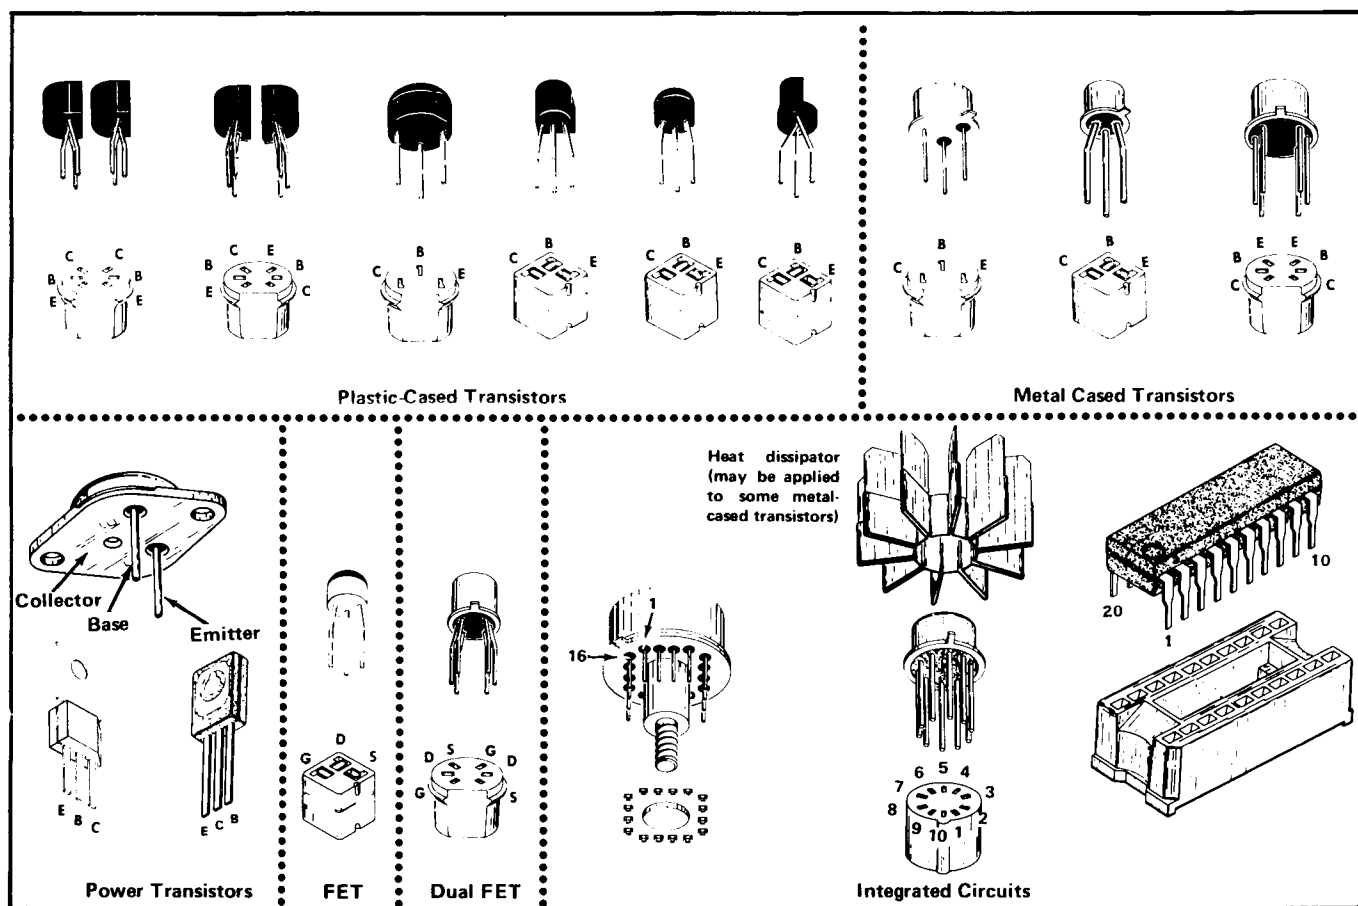 C C
B B
E E
C E
B B
E C
B
C E
B
C E
B
C E
B
C E
B
C E
B
C E
E E
B B
C C
Plastic-Cased Transistors
Metal Cased Transistors
Collector
Base
Emitter
E B C
E C B
Power Transistors
D
G S
FET
S G
D D
G S
Dual FET
Heat dissipator
(may be applied
to some metal-
cased transistors)
1
16
5
6 4
7 3
8 2
9 10 1
10
20
1
Integrated Circuits